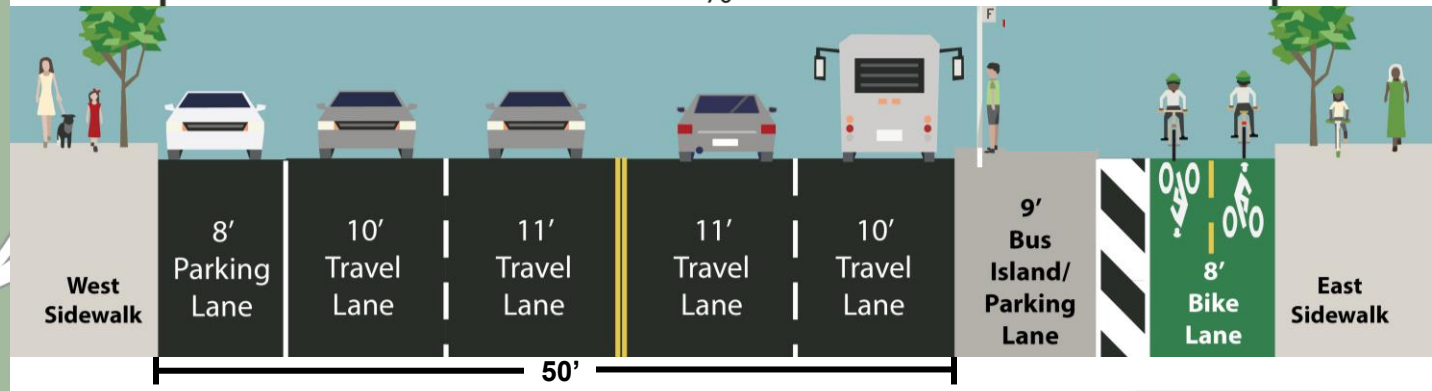 F
8’
Parking
Lane
10’
Travel
Lane
11’
Travel
Lane
11’
Travel
Lane
10’
Travel
Lane
9’
Bus
Island/
Parking
Lane
8’
Bike
Lane
West
Sidewalk
East
Sidewalk
50’